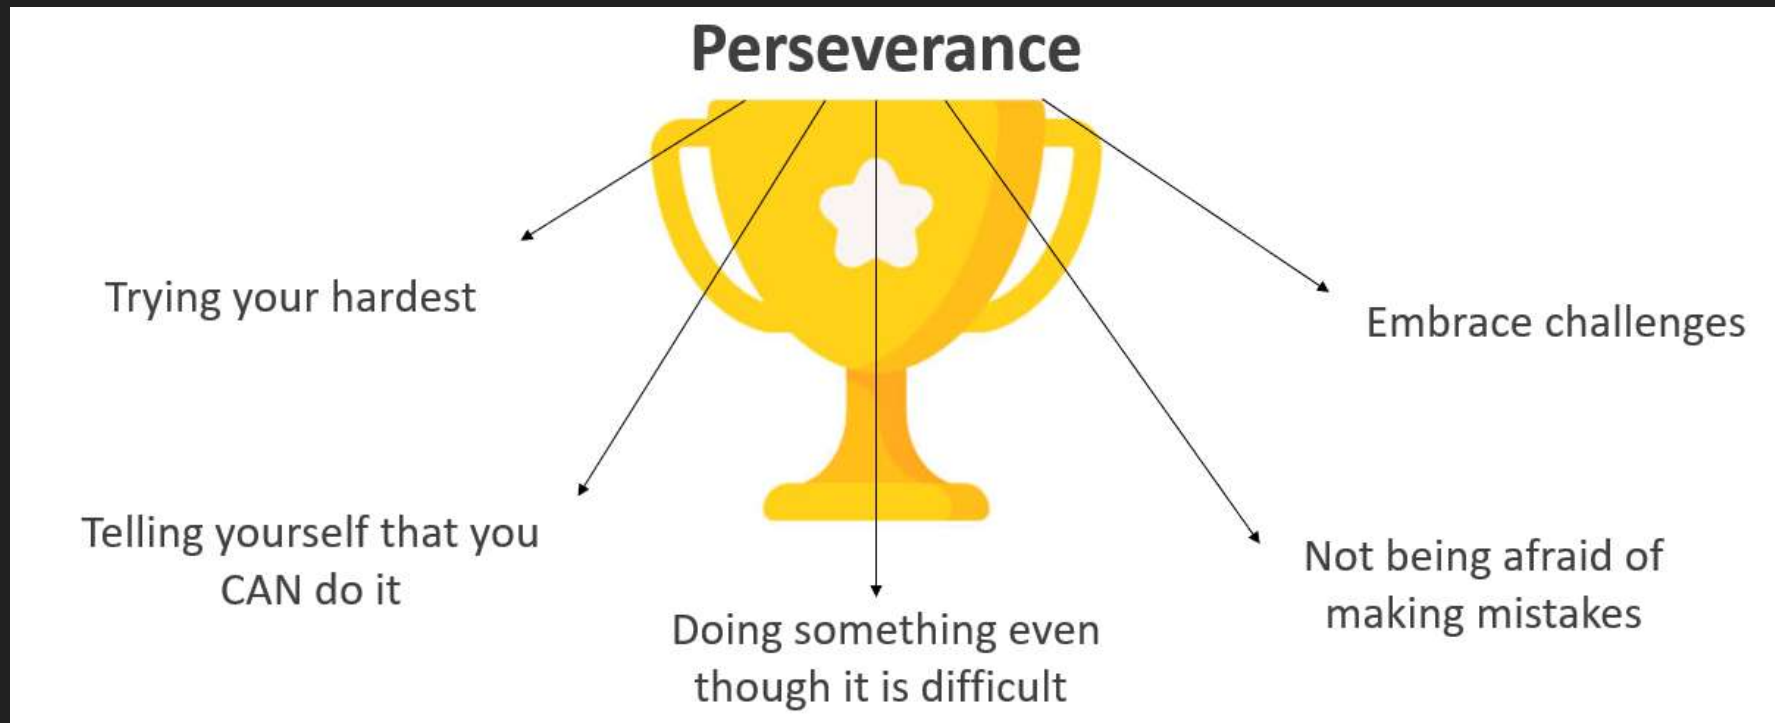 Perseverance
Trying your hardest
Embrace challenges
Telling yourself that you
CAN do it
Doing something even
though it is difficult
Not being afraid of
making mistakes